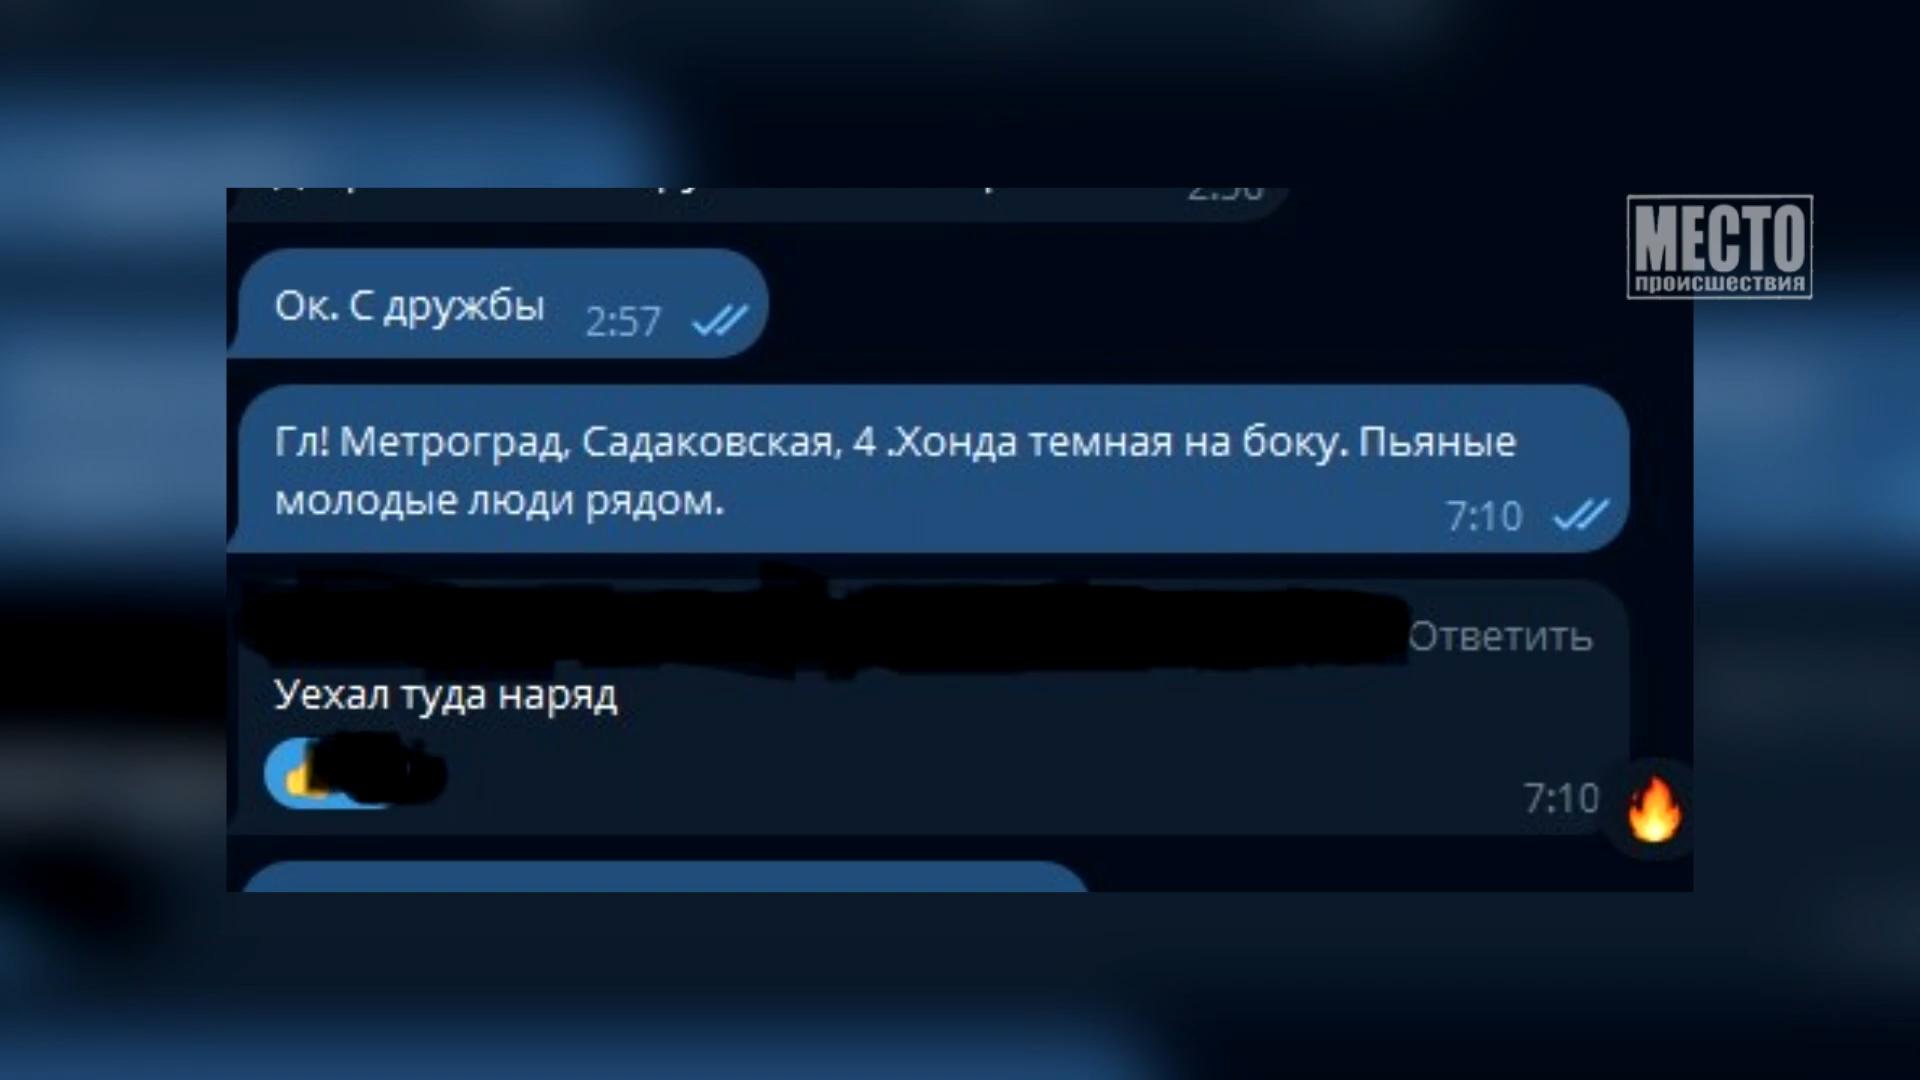 МЕСТО
происшествия
Ок. С дружбы 2:57
Гл! Метроград, Садаковская, 4 .Хонда темная на боку. Пьяные
молодые люди рядом. 7:10
Ответить
Уехал туда наряд
7:10